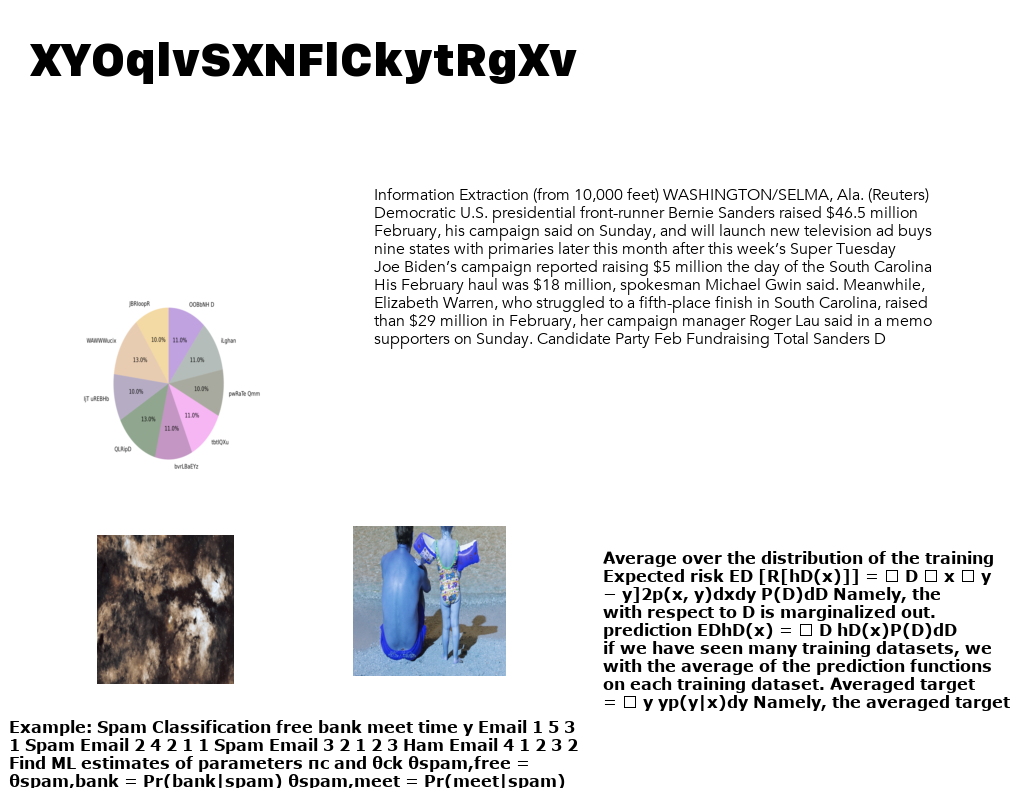 XYOqlvSXNFlCkytRgXv
Information Extraction (from 10,000 feet) WASHINGTON/SELMA, Ala. (Reuters)
Democratic U.S. presidential front-runner Bernie Sanders raised $46.5 million
February, his campaign said on Sunday, and will launch new television ad buys
nine states with primaries later this month after this week’s Super Tuesday
Joe Biden’s campaign reported raising $5 million the day of the South Carolina
His February haul was $18 million, spokesman Michael Gwin said. Meanwhile,
Elizabeth Warren, who struggled to a fifth-place finish in South Carolina, raised
than $29 million in February, her campaign manager Roger Lau said in a memo
supporters on Sunday. Candidate Party Feb Fundraising Total Sanders D
JBRloopR
OOBbNH D
WAWWWucix
iLghan
10.0%
11.0%
13.0%
11.0%
10.0%
10.0%
pwRaTe Qmm
IjT uREBHb
13.0%
11.0%
11.0%
QLRipD
tbtIQXu
bvrLBaEYz
Average over the distribution of the training
Expected risk ED [R[hD(x)]] = □ D □ x □ y
− y]2p(x, y)dxdy P(D)dD Namely, the
with respect to D is marginalized out.
prediction EDhD(x) = □ D hD(x)P(D)dD
if we have seen many training datasets, we
with the average of the prediction functions
on each training dataset. Averaged target
= □ y yp(y|x)dy Namely, the averaged target
Example: Spam Classification free bank meet time y Email 1 5 3
1 Spam Email 2 4 2 1 1 Spam Email 3 2 1 2 3 Ham Email 4 1 2 3 2
Find ML estimates of parameters πc and θck θspam,free =
θspam,bank = Pr(bank|spam) θspam,meet = Pr(meet|spam)